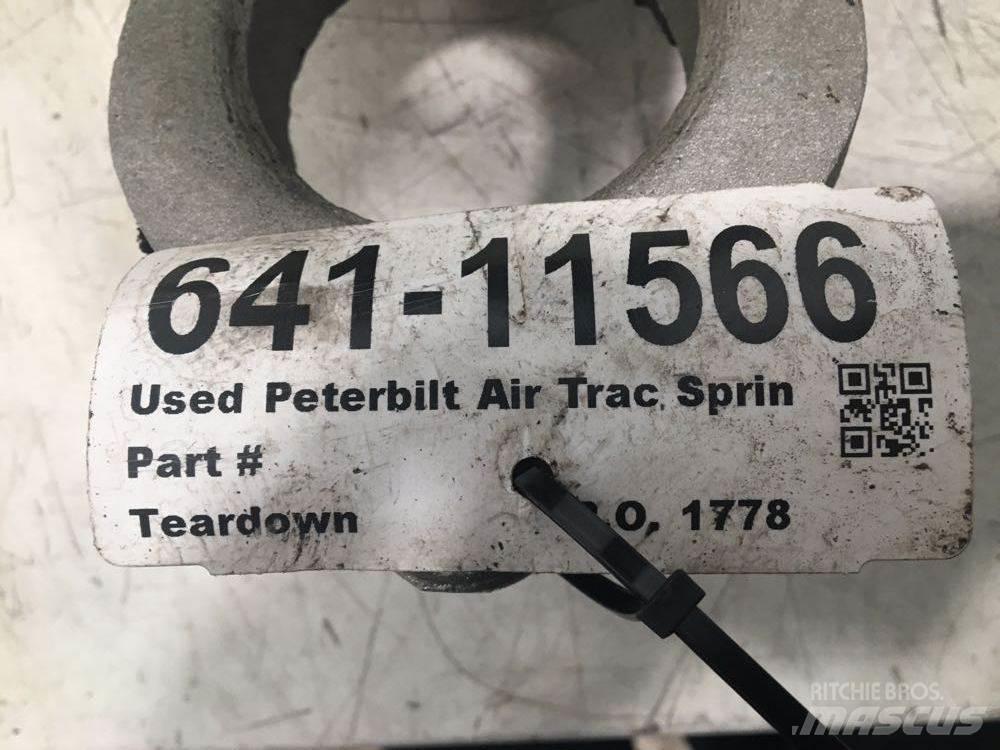 641-11566
Used Peterbilt Air Trac Sprin
Part #
Teardown .O. 1778
RITCHIE BROS.
MASCUS